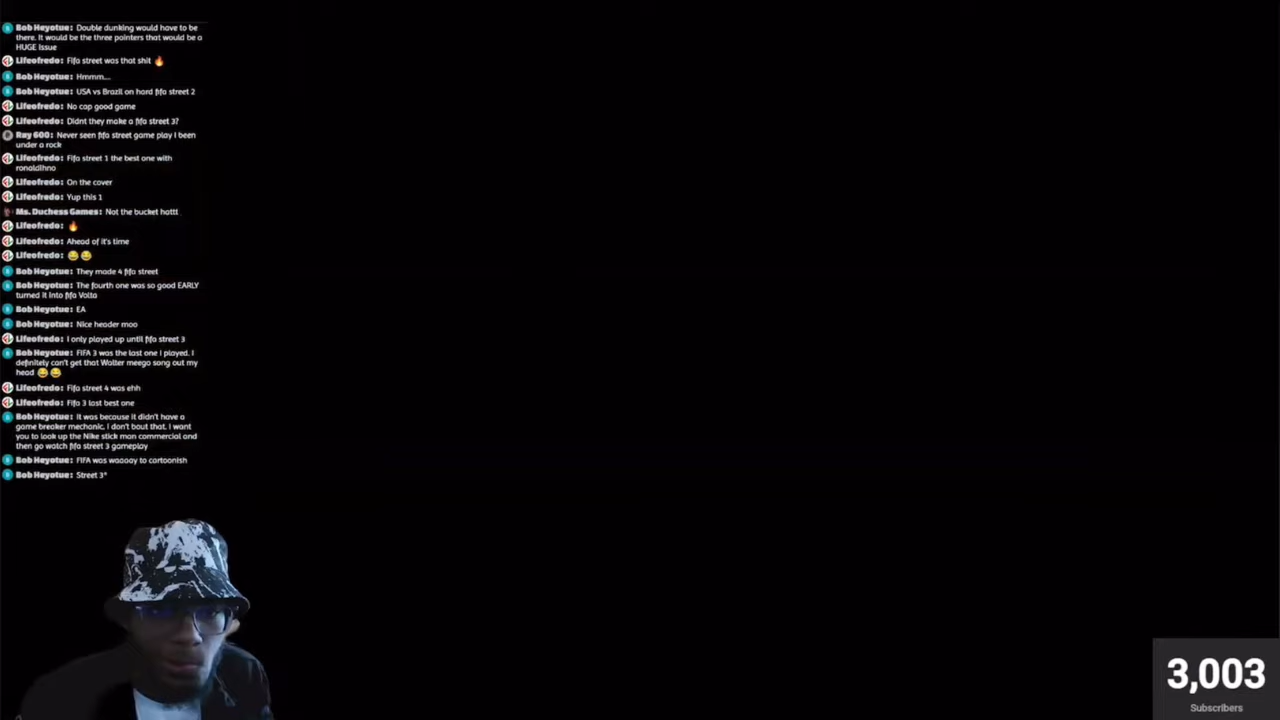 Bob Heyotue: Double dunking would have to be
there. It would be the three pointers that would be a
HUGE issue
Lifeofredo: Fifa street was that shit 🔥
Bob Heyotue: Hmmm...
Bob Heyotue: USA vs Brazil on hard fifa street 2
Lifeofredo: No cap good game
Lifeofredo: Didnt they make a fifa street 3?
Ray 600: Never seen fifa street game play I been
under a rock
Lifeofredo: Fifa street 1 the best one with
ronaldihno
Lifeofredo: On the cover
Lifeofredo: Yup this 1
Ms. Duchess Games: Not the bucket hattt
Lifeofredo: 🔥
Lifeofredo: Ahead of it's time
Lifeofredo: 😂😂
Bob Heyotue: They made 4 fifa street
Bob Heyotue: The fourth one was so good EARLY
turned it into fifa Volta
Bob Heyotue: EA
Bob Heyotue: Nice header moo
Lifeofredo: I only played up until fifa street 3
Bob Heyotue: FIFA 3 was the last one I played. I
definitely can't get that Walter meego song out my
head 😂😂
Lifeofredo: Fifa street 4 was ehh
Lifeofredo: Fifa 3 last best one
Bob Heyotue: It was because it didn't have a
game breaker mechanic. I don't bout that. I want
you to look up the Nike stick man commercial and
then go watch fifa street 3 gameplay
Bob Heyotue: FIFA was waoaay to cartoonish
Bob Heyotue: Street 3*
3,003
Subscribers